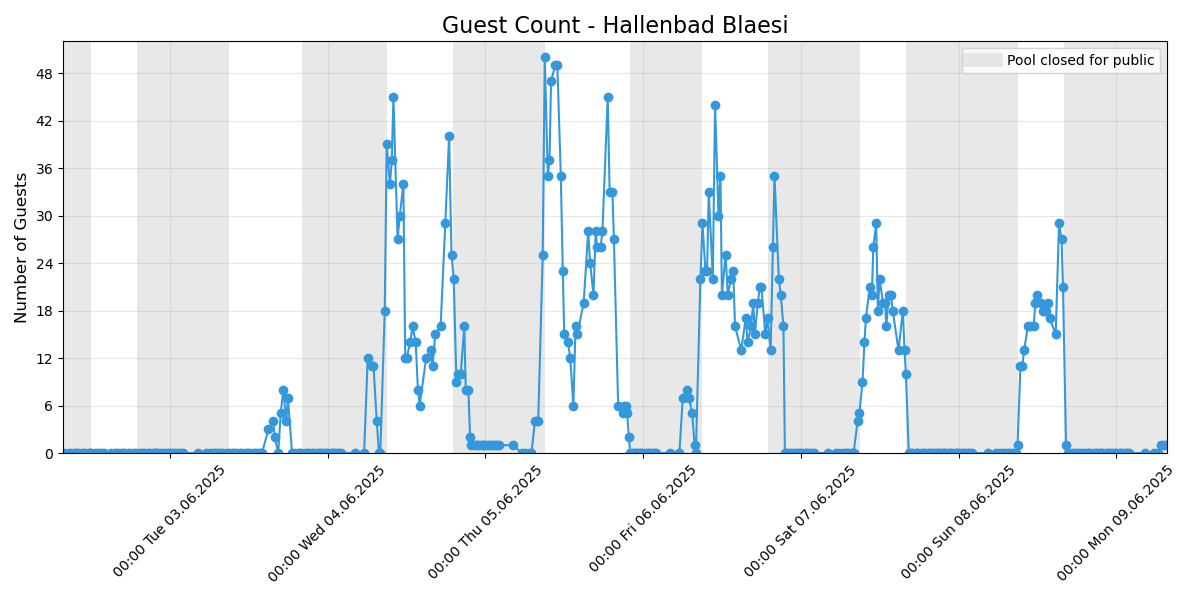 Guest Count - Hallenbad Blaesi
Pool closed for public
Number of Guests
48
42
36
30
24
18
12
6
0
00:00 Tue 03.06.2025
00:00 Wed 04.06.2025
00:00 Thu 05.06.2025
00:00 Fri 06.06.2025
00:00 Sat 07.06.2025
00:00 Sun 08.06.2025
00:00 Mon 09.06.2025